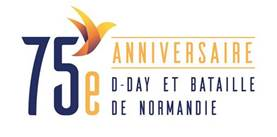 75e
ANNIVERSAIRE
D-DAY ET BATAILLE
DE NORMANDIE